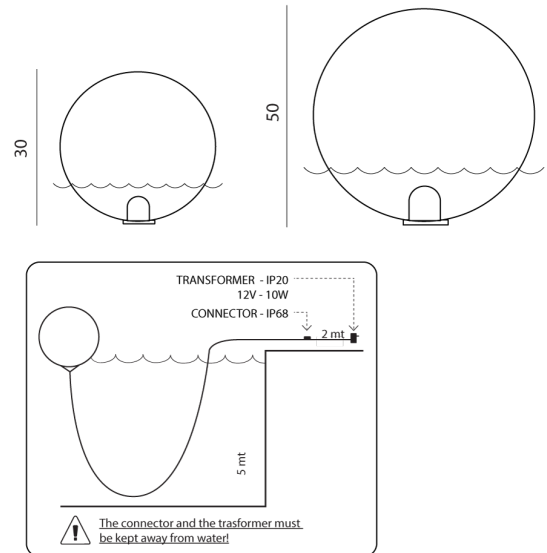 30
50
TRANSFORMER - IP20
12V - 10W
CONNECTOR - IP68
2 mt
5 mt
The connector and the trasformer must
be kept away from water!